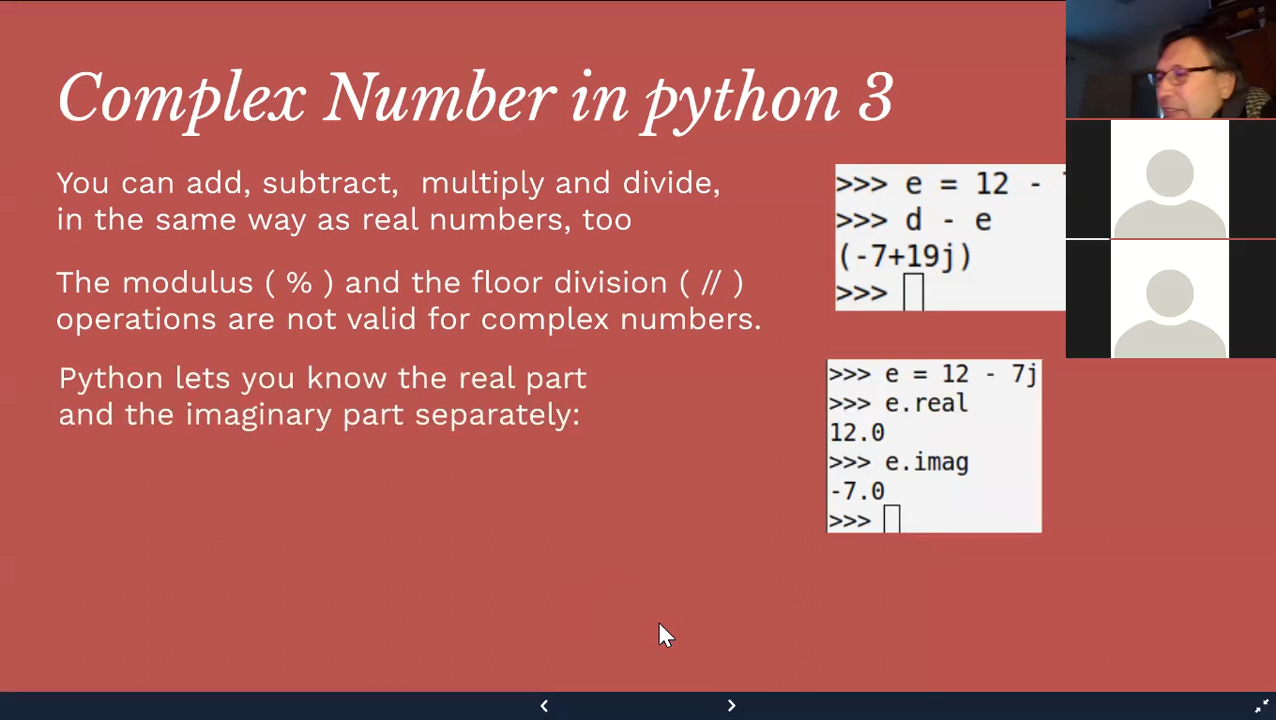 Complex Number in python 3
You can add, subtract, multiply and divide,
in the same way as real numbers, too
>>> e = 12 -
>>> d - e
(-7+19j)
>>>
The modulus ( % ) and the floor division ( // )
operations are not valid for complex numbers.
Python lets you know the real part
and the imaginary part separately:
>>> e = 12 - 7j
>>> e.real
12.0
>>> e.imag
-7.0
>>>